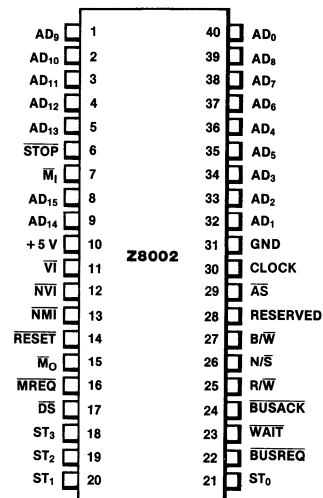 AD9 1 40 AD0
AD10 2 39 AD8
AD11 3 38 AD7
AD12 4 37 AD6
AD13 5 36 AD4
STOP 6 35 AD5
MI 7 34 AD3
AD15 8 33 AD2
AD14 9 32 AD1
+5 V 10 31 GND
Z8002
VI 11 30 CLOCK
NVI 12 29 AS
NMI 13 28 RESERVED
RESET 14 27 B/W
MO 15 26 N/S
MREQ 16 25 R/W
DS 17 24 BUSACK
ST3 18 23 WAIT
ST2 19 22 BUSREQ
ST1 20 21 ST0